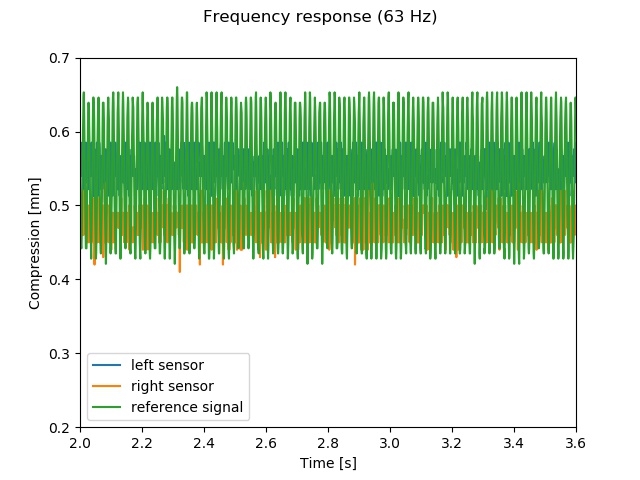 Frequency response (63 Hz)
0.7
0.6
0.5
0.4
0.3
0.2
Compression [mm]
left sensor
right sensor
reference signal
2.0 2.2 2.4 2.6 2.8 3.0 3.2 3.4 3.6
Time [s]